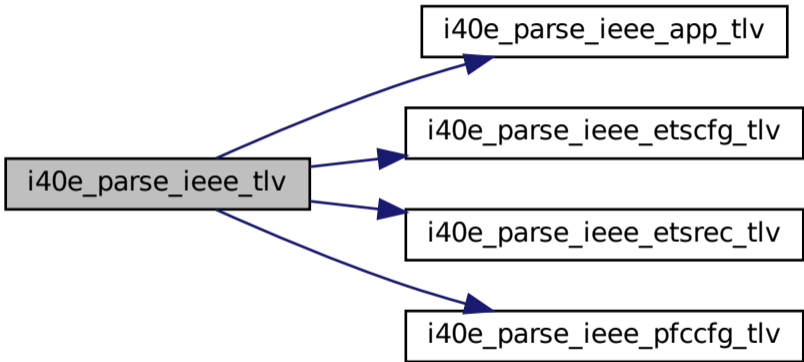 i40e_parse_ieee_app_tlv
i40e_parse_ieee_etscfg_tlv
i40e_parse_ieee_tlv
i40e_parse_ieee_etsrec_tlv
i40e_parse_ieee_pfccfg_tlv